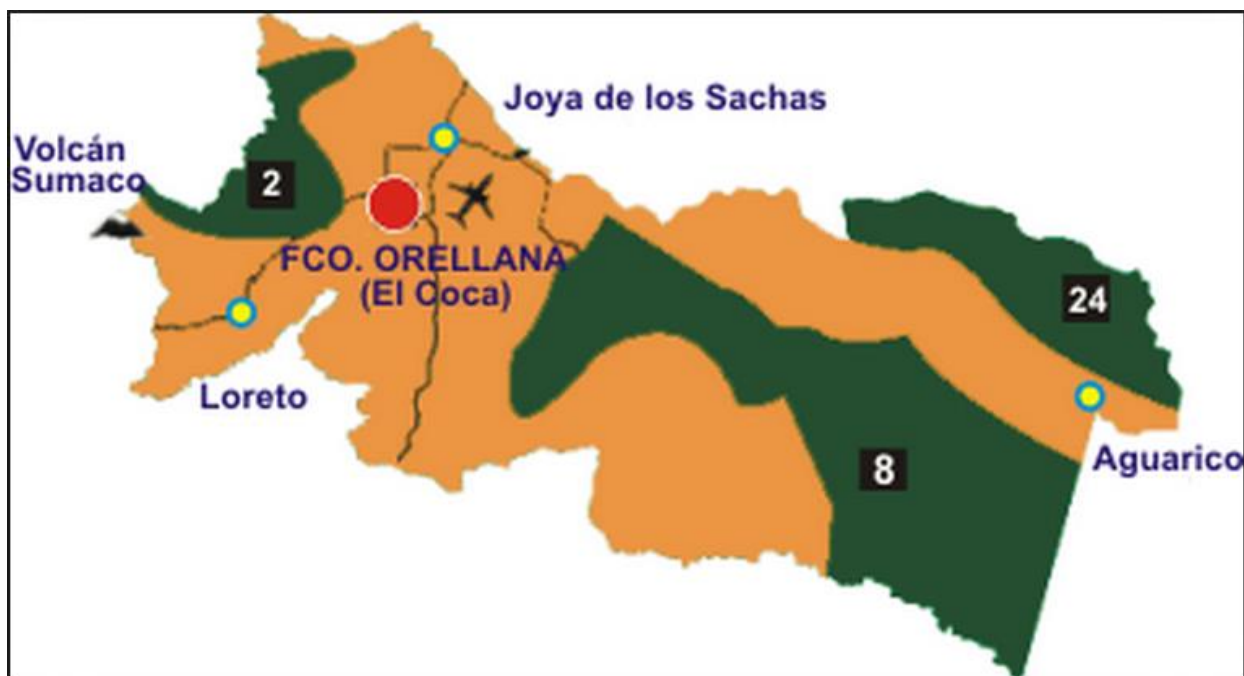 Joya de los Sachas
Volcán
Sumaco
2
FCO. ORELLANA
(El Coca)
24
Loreto
Aguarico
8